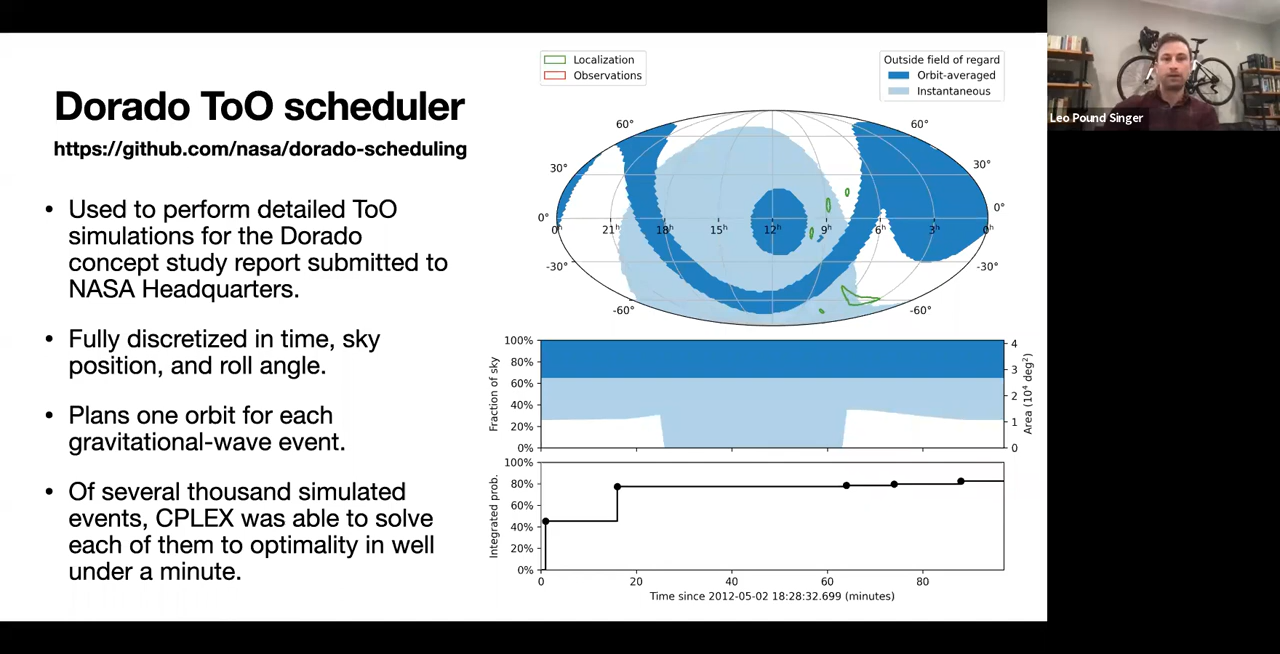 Dorado ToO scheduler
https://github.com/nasa/dorado-scheduling
• Used to perform detailed ToO
simulations for the Dorado
concept study report submitted to
NASA Headquarters.
• Fully discretized in time, sky
position, and roll angle.
• Plans one orbit for each
gravitational-wave event.
• Of several thousand simulated
events, CPLEX was able to solve
each of them to optimality in well
under a minute.
Localization
Observations
Outside field of regard
Orbit-averaged
Instantaneous
60° 60°
30° 30°
0° 0°
0h 21h 18h 15h 12h 9h 6h 3h 0h
-30° -30°
-60° -60°
Fraction of sky
100%
80%
60%
40%
20%
0%
4
3
2
1
0
Area (10⁴ deg²)
Integrated prob.
100%
80%
60%
40%
20%
0%
0 20 40 60 80
Time since 2012-05-02 18:28:32.699 (minutes)
Leo Pound Singer